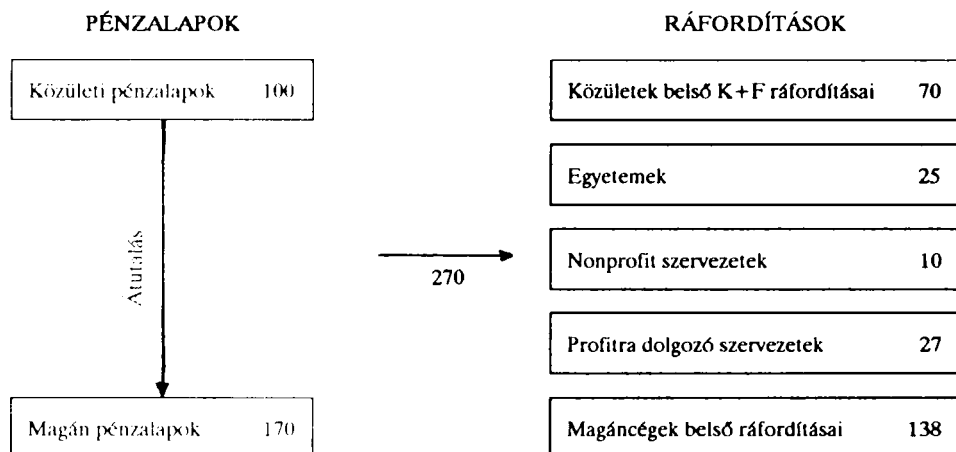 PÉNZALAPOK
Közületi pénzalapok 100
Átutalás
Magán pénzalapok 170
270
RÁFORDÍTÁSOK
Közületek belső K+F ráfordításai 70
Egyetemek 25
Nonprofit szervezetek 10
Profitra dolgozó szervezetek 27
Magáncégek belső ráfordításai 138